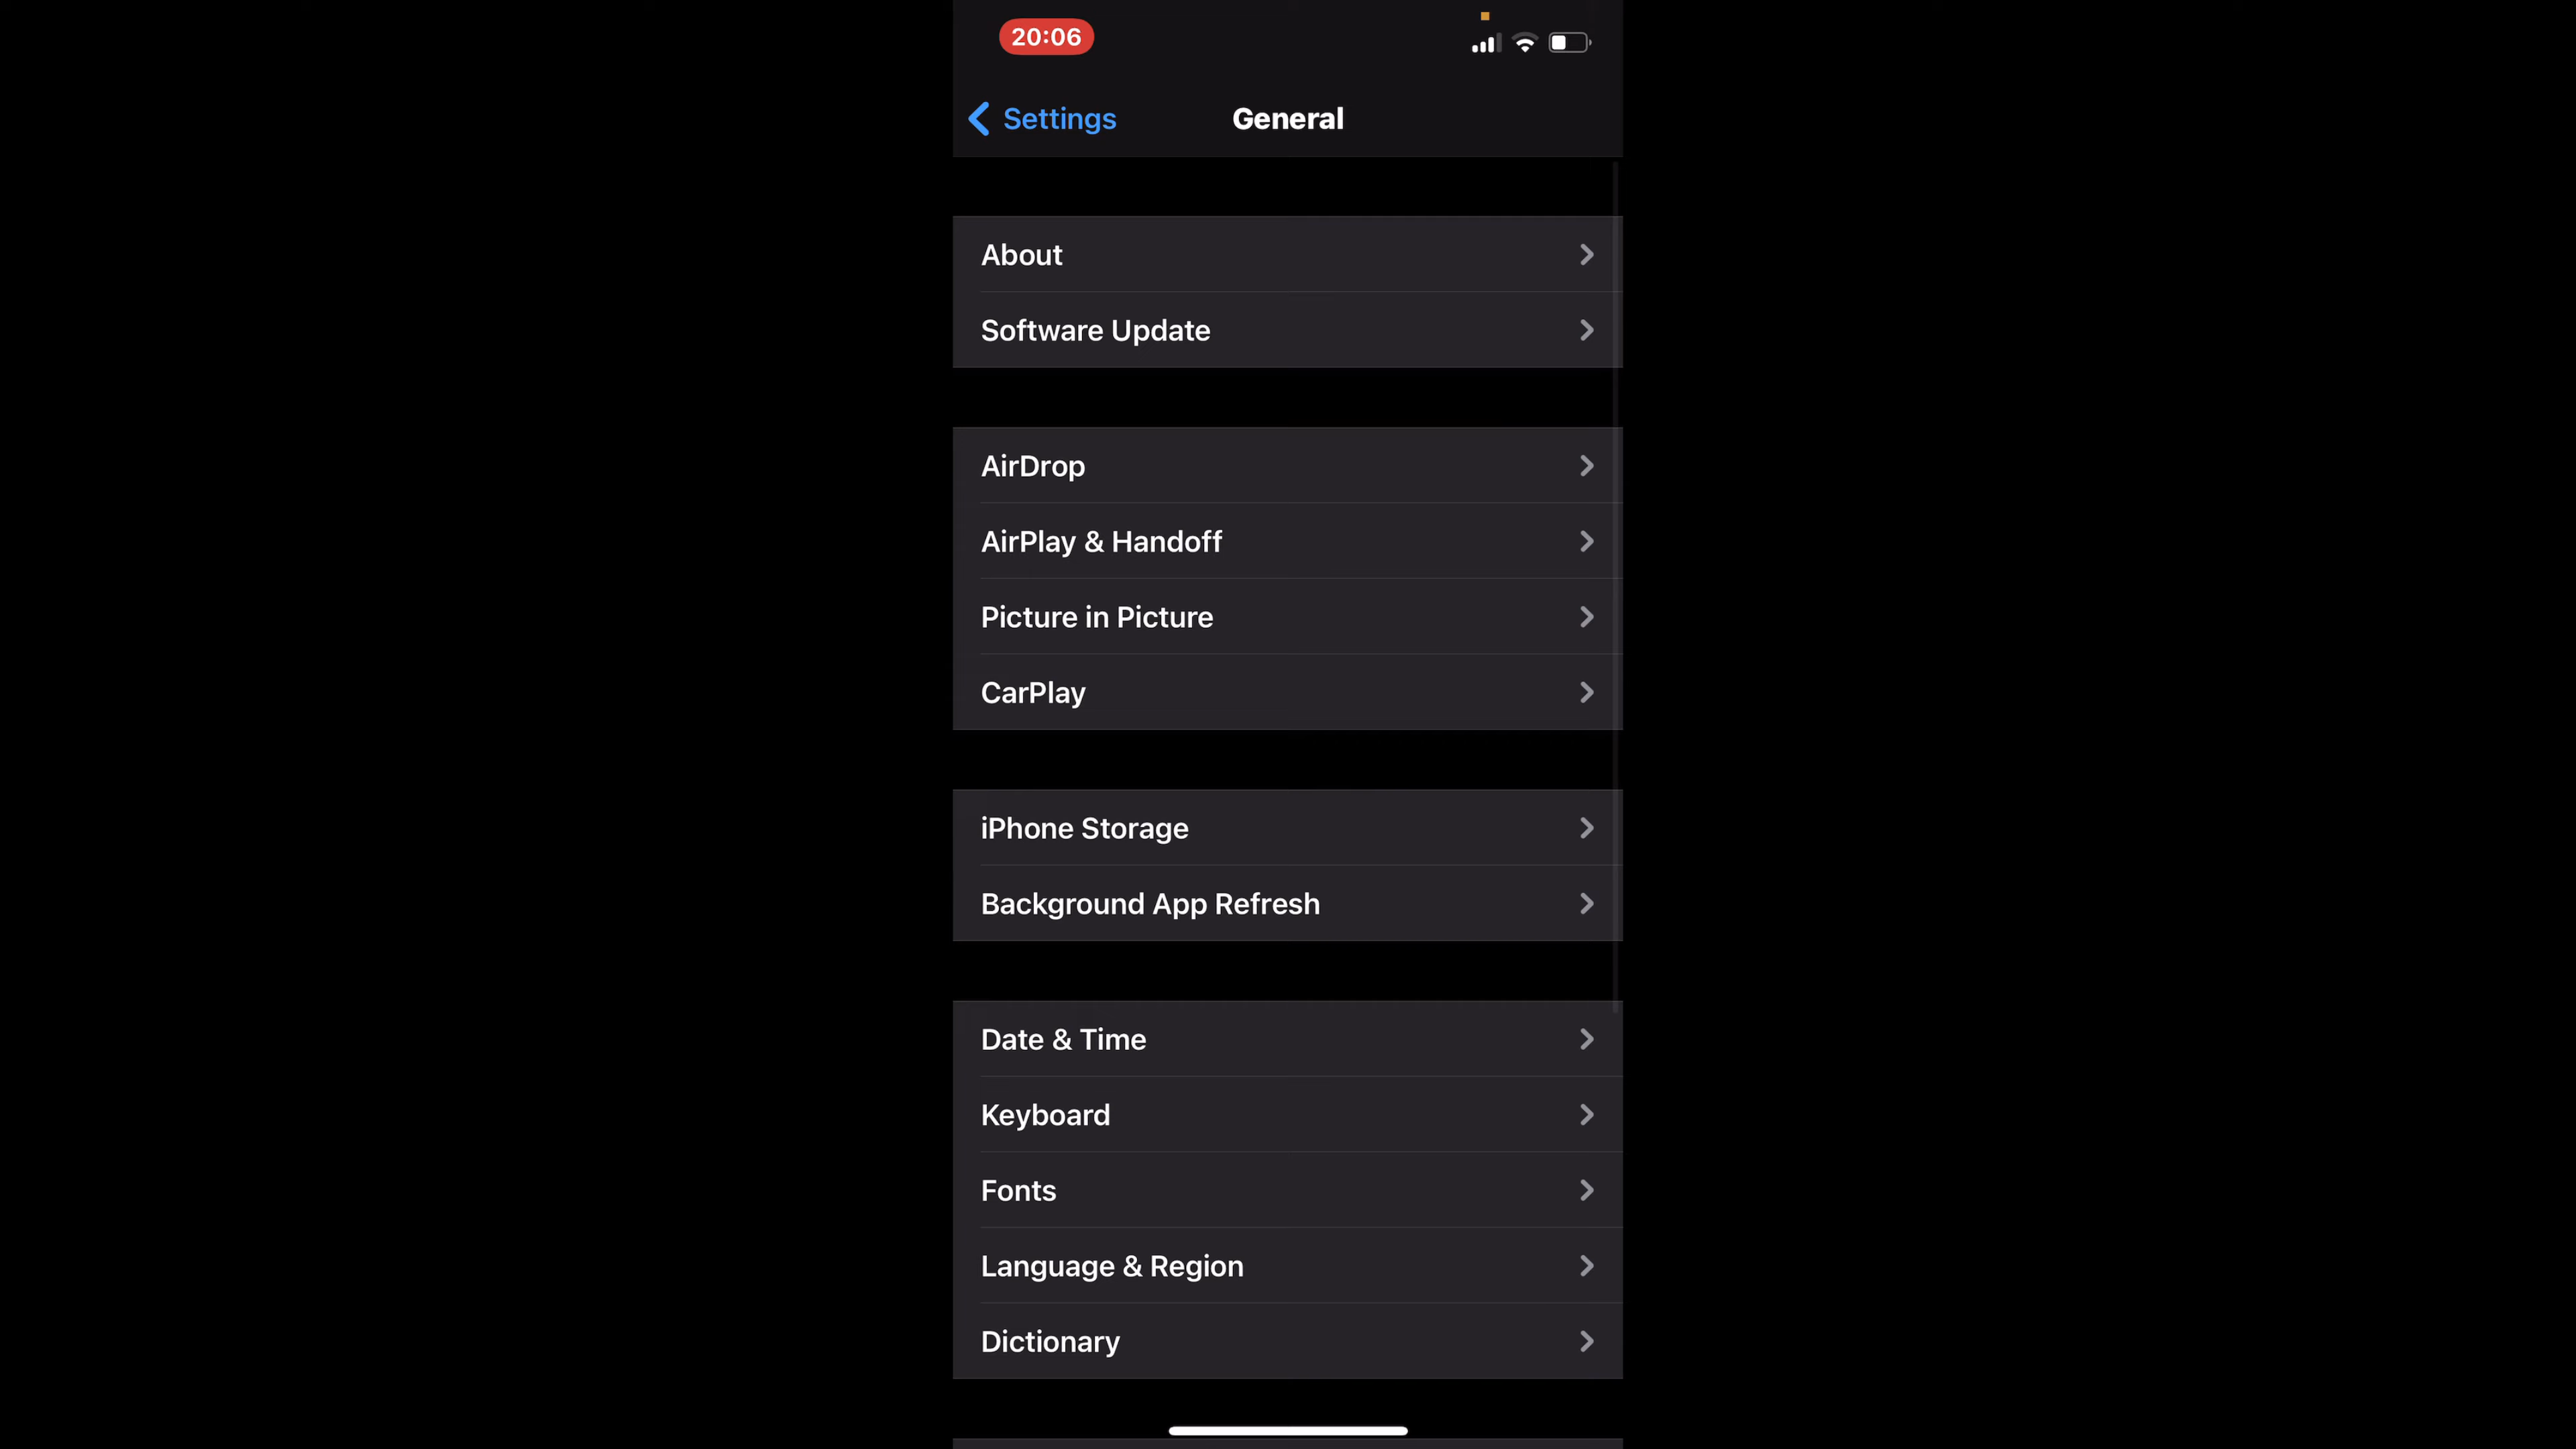 20:06
Settings
General
About
Software Update
AirDrop
AirPlay & Handoff
Picture in Picture
CarPlay
iPhone Storage
Background App Refresh
Date & Time
Keyboard
Fonts
Language & Region
Dictionary